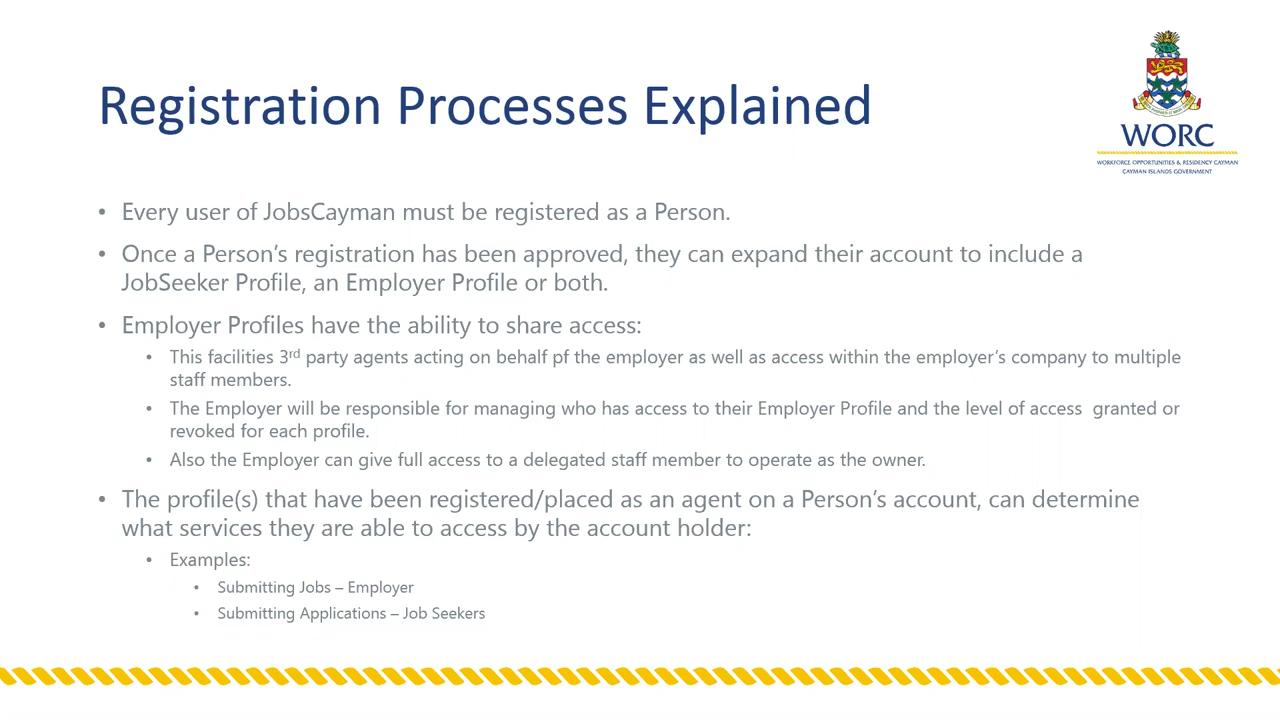 Registration Processes Explained
WORC
WORKFORCE OPPORTUNITIES & RESIDENCY CAYMAN
CAYMAN ISLANDS GOVERNMENT
• Every user of JobsCayman must be registered as a Person.
• Once a Person’s registration has been approved, they can expand their account to include a
JobSeeker Profile, an Employer Profile or both.
• Employer Profiles have the ability to share access:
• This facilities 3rd party agents acting on behalf pf the employer as well as access within the employer’s company to multiple
staff members.
• The Employer will be responsible for managing who has access to their Employer Profile and the level of access  granted or
revoked for each profile.
• Also the Employer can give full access to a delegated staff member to operate as the owner.
• The profile(s) that have been registered/placed as an agent on a Person’s account, can determine
what services they are able to access by the account holder:
• Examples:
• Submitting Jobs – Employer
• Submitting Applications – Job Seekers